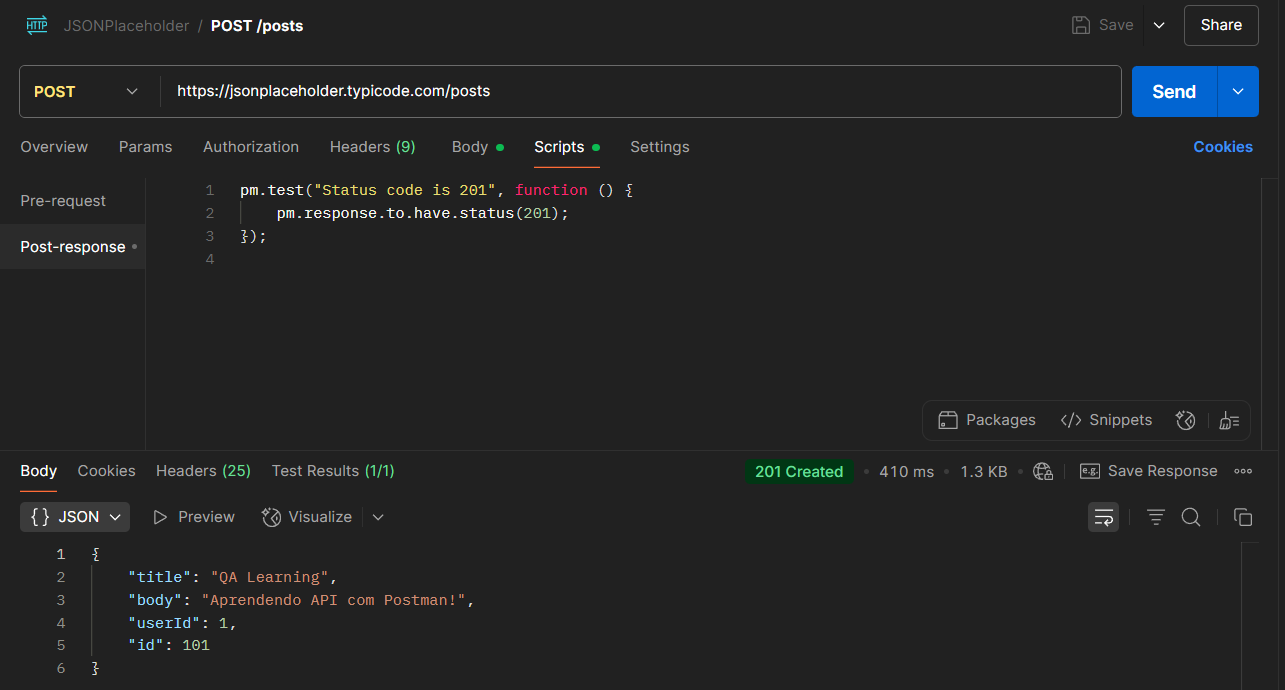 HTTP JSONPlaceholder / POST /posts Save Share
POST https://jsonplaceholder.typicode.com/posts Send
Overview Params Authorization Headers (9) Body Scripts Settings Cookies
Pre-request
Post-response
1 pm.test("Status code is 201", function () {
2 pm.response.to.have.status(201);
3 });
4
Packages </> Snippets
Body Cookies Headers (25) Test Results (1/1) 201 Created 410 ms 1.3 KB e.g. Save Response
{} JSON Preview Visualize
1 {
2 "title": "QA Learning",
3 "body": "Aprendendo API com Postman!",
4 "userId": 1,
5 "id": 101
6 }